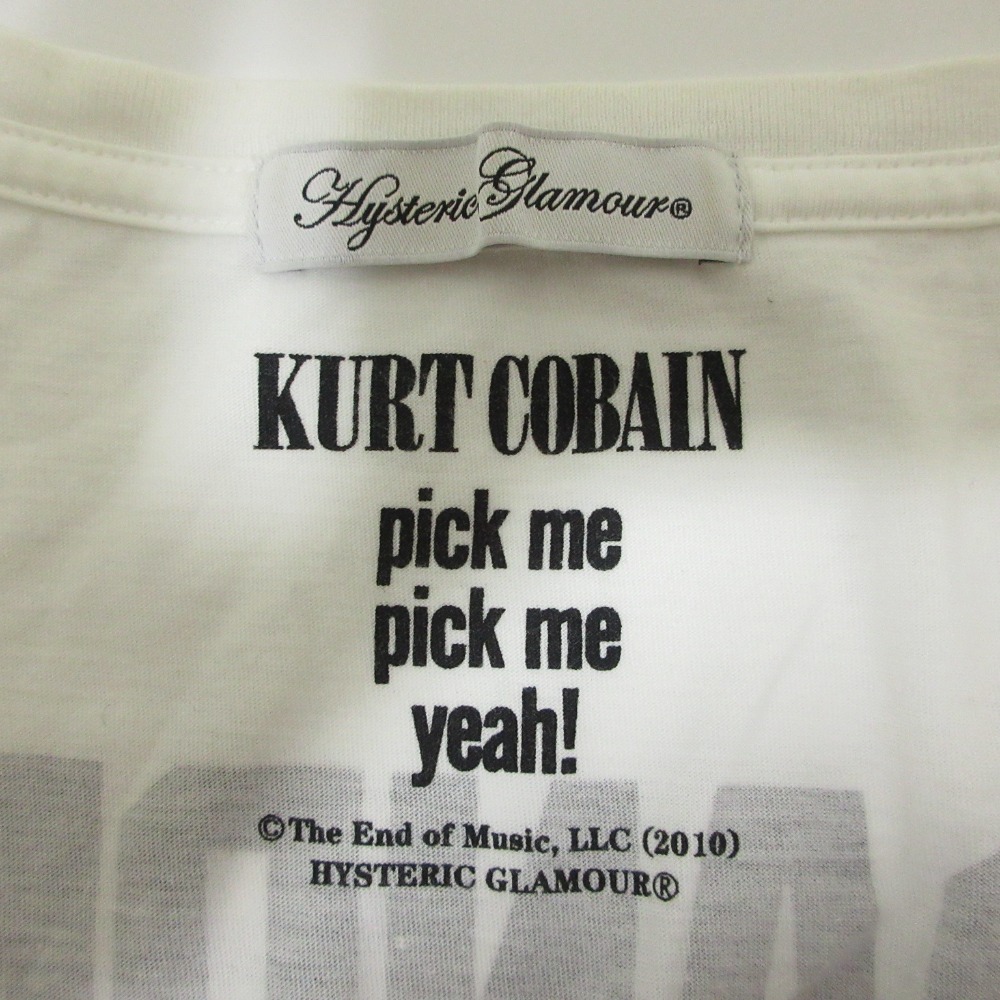 Hysteric Glamour®
KURT COBAIN
pick me
pick me
yeah!
©The End of Music, LLC (2010)
HYSTERIC GLAMOUR®